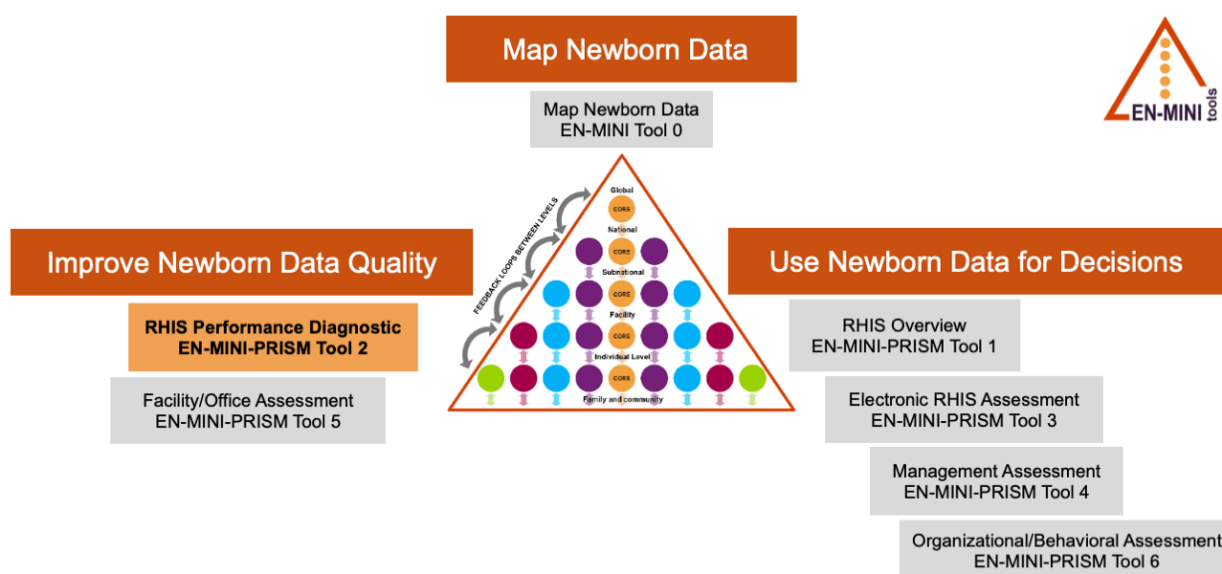 Map Newborn Data
Map Newborn Data
EN-MINI Tool 0
EN-MINI
tools
FEEDBACK LOOPS BETWEEN LEVELS
Global
CORE
National
CORE
Subnational
CORE
Facility
CORE
Individual Level
CORE
Family and community
Improve Newborn Data Quality
RHIS Performance Diagnostic
EN-MINI-PRISM Tool 2
Facility/Office Assessment
EN-MINI-PRISM Tool 5
Use Newborn Data for Decisions
RHIS Overview
EN-MINI-PRISM Tool 1
Electronic RHIS Assessment
EN-MINI-PRISM Tool 3
Management Assessment
EN-MINI-PRISM Tool 4
Organizational/Behavioral Assessment
EN-MINI-PRISM Tool 6